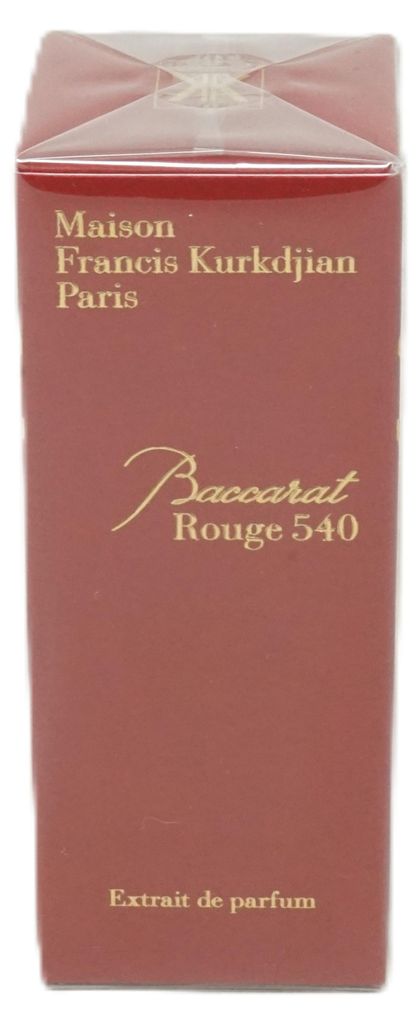 Maison
Francis Kurkdjian
Paris
Baccarat
Rouge 540
Extrait de parfum